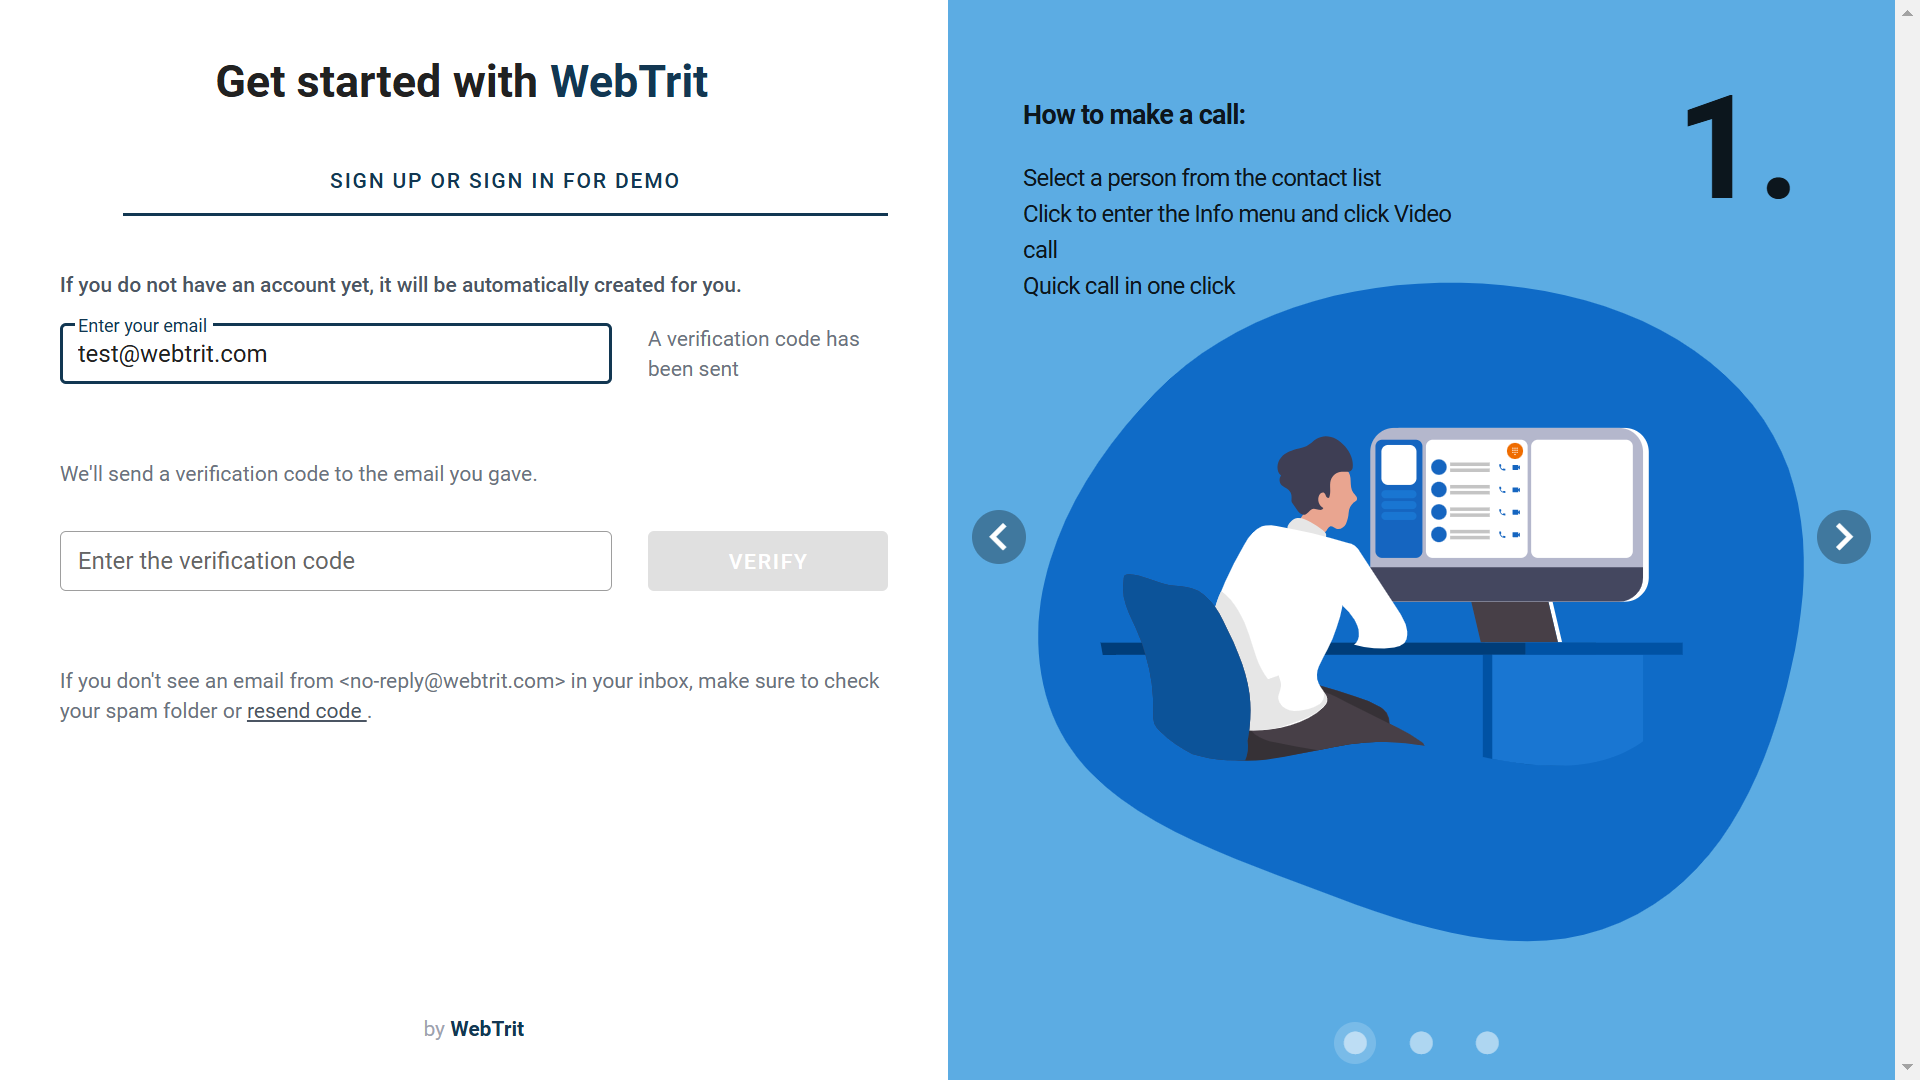 Get started with WebTrit
SIGN UP OR SIGN IN FOR DEMO
If you do not have an account yet, it will be automatically created for you.
Enter your email
test@webtrit.com
A verification code has
been sent
We'll send a verification code to the email you gave.
Enter the verification code
VERIFY
If you don't see an email from <no-reply@webtrit.com> in your inbox, make sure to check
your spam folder or resend code .
by WebTrit
How to make a call:
1.
Select a person from the contact list
Click to enter the Info menu and click Video
call
Quick call in one click